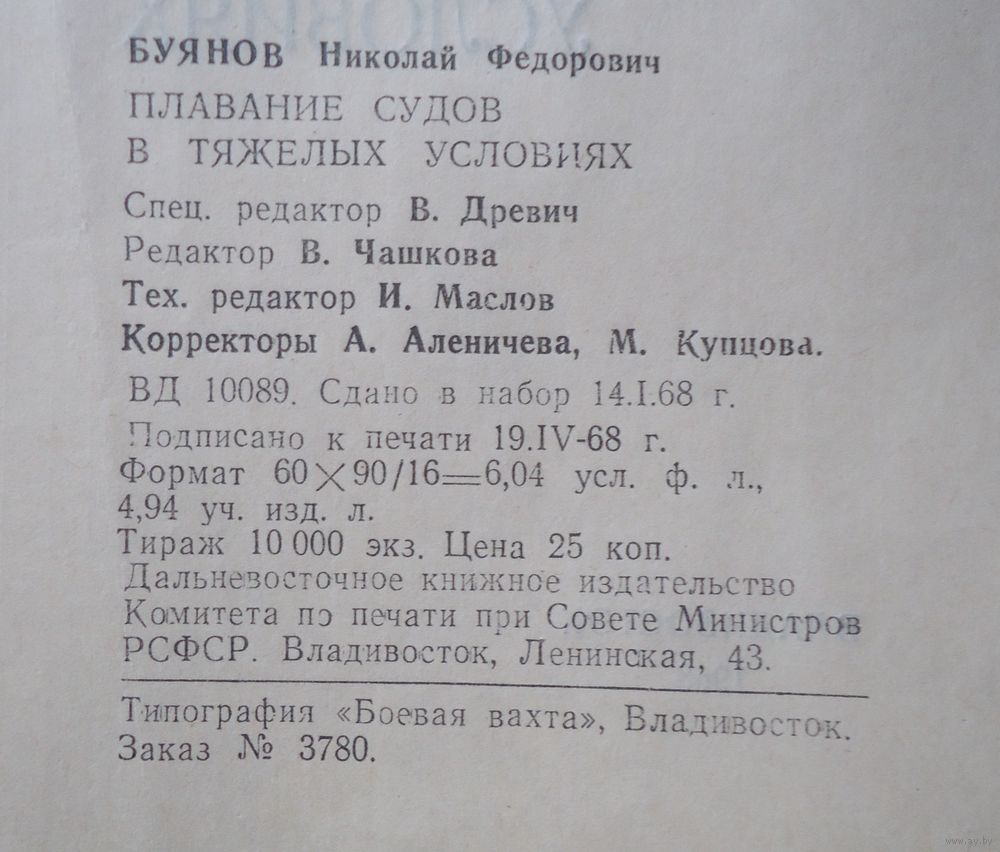 БУЯНОВ Николай Федорович
ПЛАВАНИЕ СУДОВ
В ТЯЖЕЛЫХ УСЛОВИЯХ
Спец. редактор В. Древич
Редактор В. Чашкова
Тех. редактор И. Маслов
Корректоры А. Аленичева, М. Купцова.
ВД 10089. Сдано в набор 14.I.68 г.
Подписано к печати 19.IV-68 г.
Формат 60×90/16=6,04 усл. ф. л.,
4,94 уч. изд. л.
Тираж 10 000 экз. Цена 25 коп.
Дальневосточное книжное издательство
Комитета по печати при Совете Министров
РСФСР. Владивосток, Ленинская, 43.
Типография «Боевая вахта», Владивосток.
Заказ № 3780.
www.ay.by